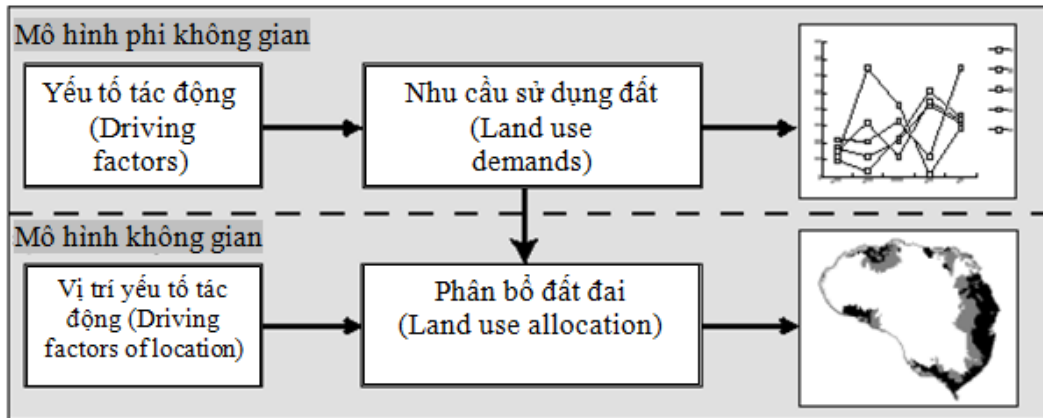 Mô hình phi không gian
Yếu tố tác động
(Driving
factors)
Nhu cầu sử dụng đất
(Land use
demands)
Mô hình không gian
Vị trí yếu tố tác
động (Driving
factors of location)
Phân bổ đất đai
(Land use allocation)